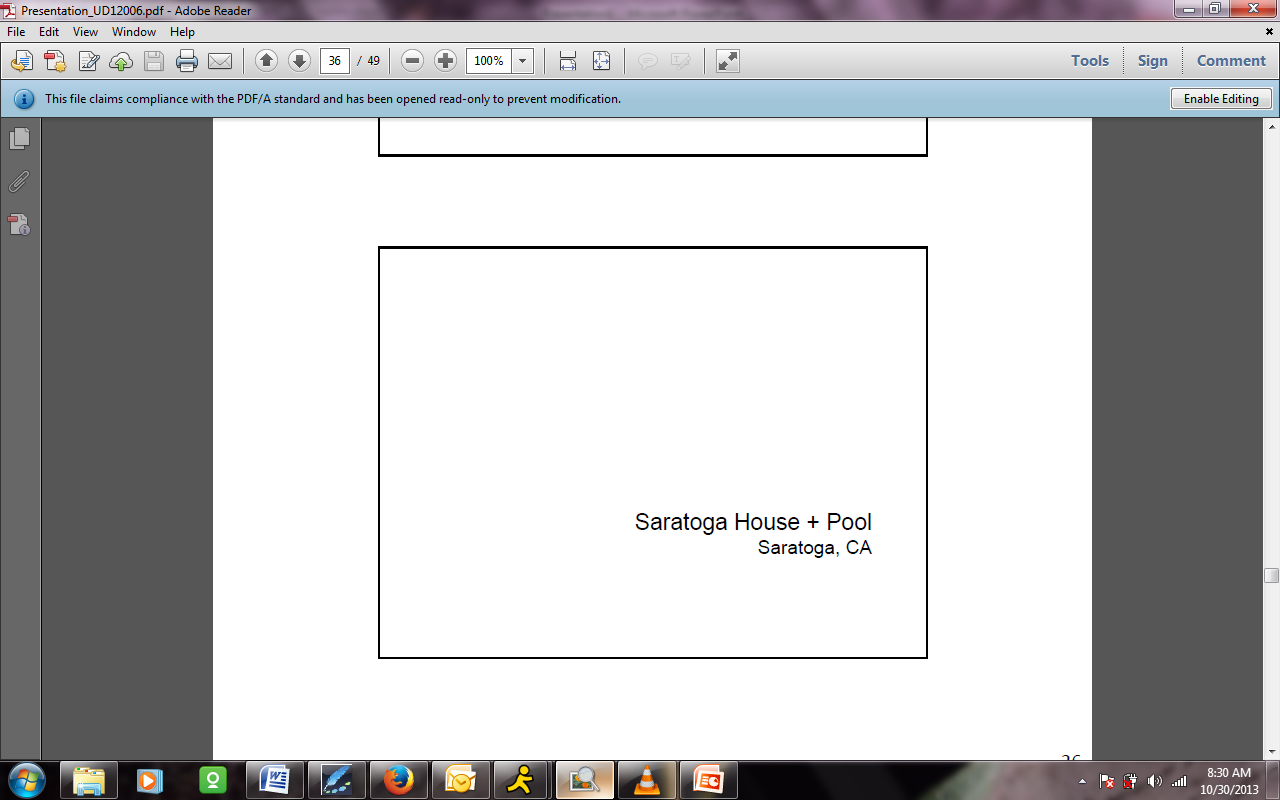 Presentation_UD12006.pdf - Adobe Reader
File Edit View Window Help
36 / 49 100% Tools Sign Comment
This file claims compliance with the PDF/A standard and has been opened read-only to prevent modification. Enable Editing
Saratoga House + Pool
Saratoga, CA
8:30 AM
10/30/2013